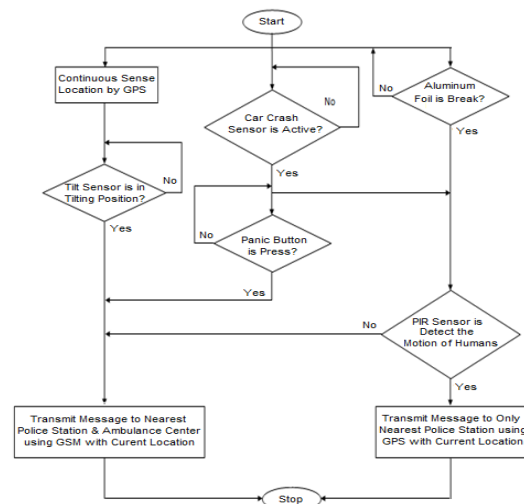 Start
Continuous Sense
Location by GPS
No
Car Crash
Sensor is Active?
No
Aluminum
Foil is Break?
Yes
Yes
Tilt Sensor is in
Tilting Position?
No
Yes
No
Panic Button
is Press?
Yes
No
PIR Sensor is
Detect the
Motion of Humans
Yes
Transmit Message to Nearest
Police Station & Ambulance Center
using GSM with Curent Location
Transmit Message to Only
Nearest Police Station using
GPS with Current Location
Stop